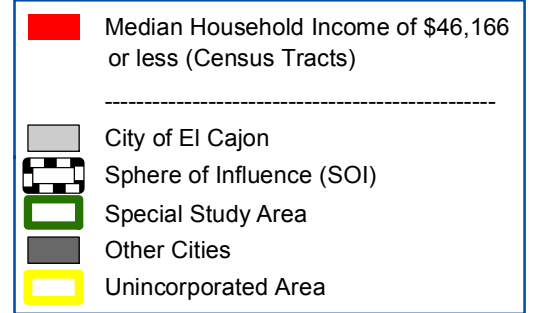 Median Household Income of $46,166
or less (Census Tracts)
-------------------------------------------------
City of El Cajon
Sphere of Influence (SOI)
Special Study Area
Other Cities
Unincorporated Area